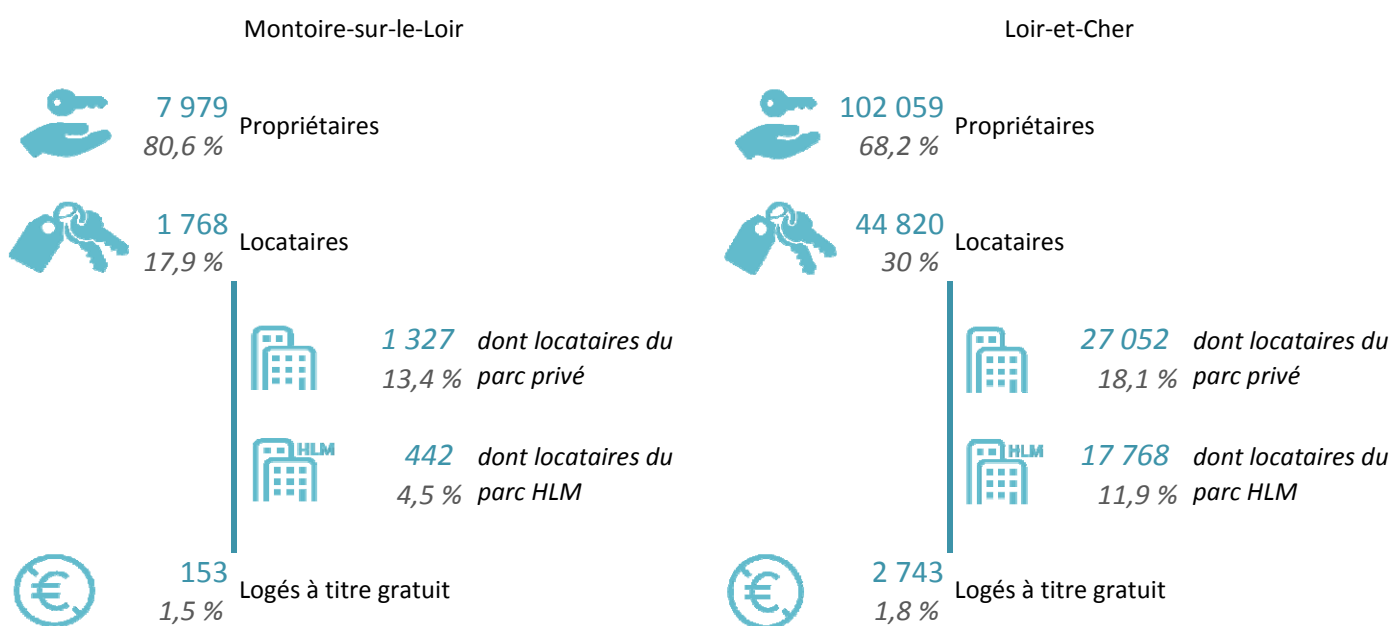 Montoire-sur-le-Loir
7 979
80,6 %
Propriétaires
1 768
17,9 %
Locataires
1 327
13,4 %
dont locataires du
parc privé
HLM
442
4,5 %
dont locataires du
parc HLM
€
153
1,5 %
Logés à titre gratuit
Loir-et-Cher
102 059
68,2 %
Propriétaires
44 820
30 %
Locataires
27 052
18,1 %
dont locataires du
parc privé
HLM
17 768
11,9 %
dont locataires du
parc HLM
€
2 743
1,8 %
Logés à titre gratuit